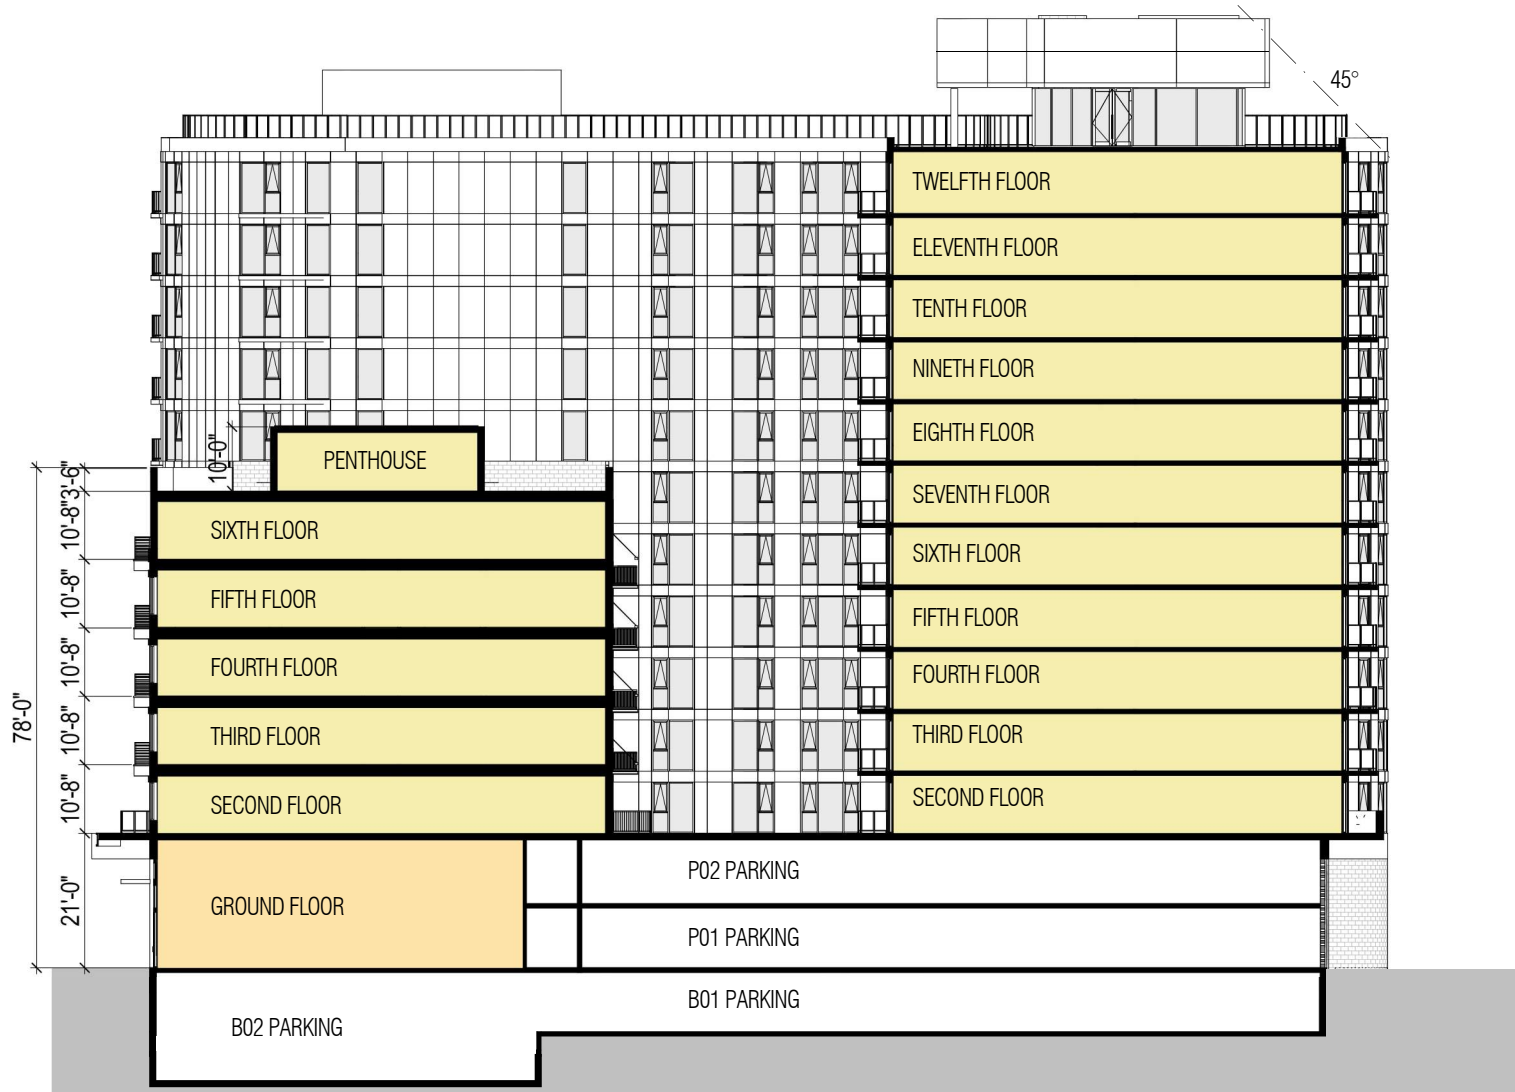 45°
TWELFTH FLOOR
ELEVENTH FLOOR
TENTH FLOOR
NINETH FLOOR
EIGHTH FLOOR
SEVENTH FLOOR
SIXTH FLOOR
FIFTH FLOOR
FOURTH FLOOR
THIRD FLOOR
SECOND FLOOR
10'-0"
PENTHOUSE
SIXTH FLOOR
FIFTH FLOOR
FOURTH FLOOR
THIRD FLOOR
SECOND FLOOR
GROUND FLOOR
3'-6"
10'-8"
10'-8"
10'-8"
10'-8"
10'-8"
21'-0"
78'-0"
P02 PARKING
P01 PARKING
B01 PARKING
B02 PARKING